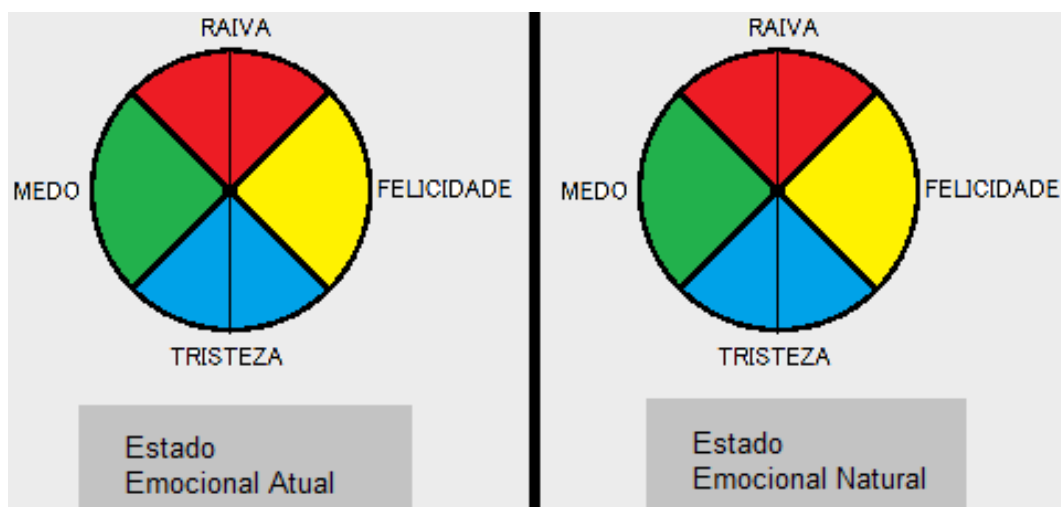 RAIVA
MEDO
FELICIDADE
TRISTEZA
Estado
Emocional Atual
RAIVA
MEDO
FELICIDADE
TRISTEZA
Estado
Emocional Natural